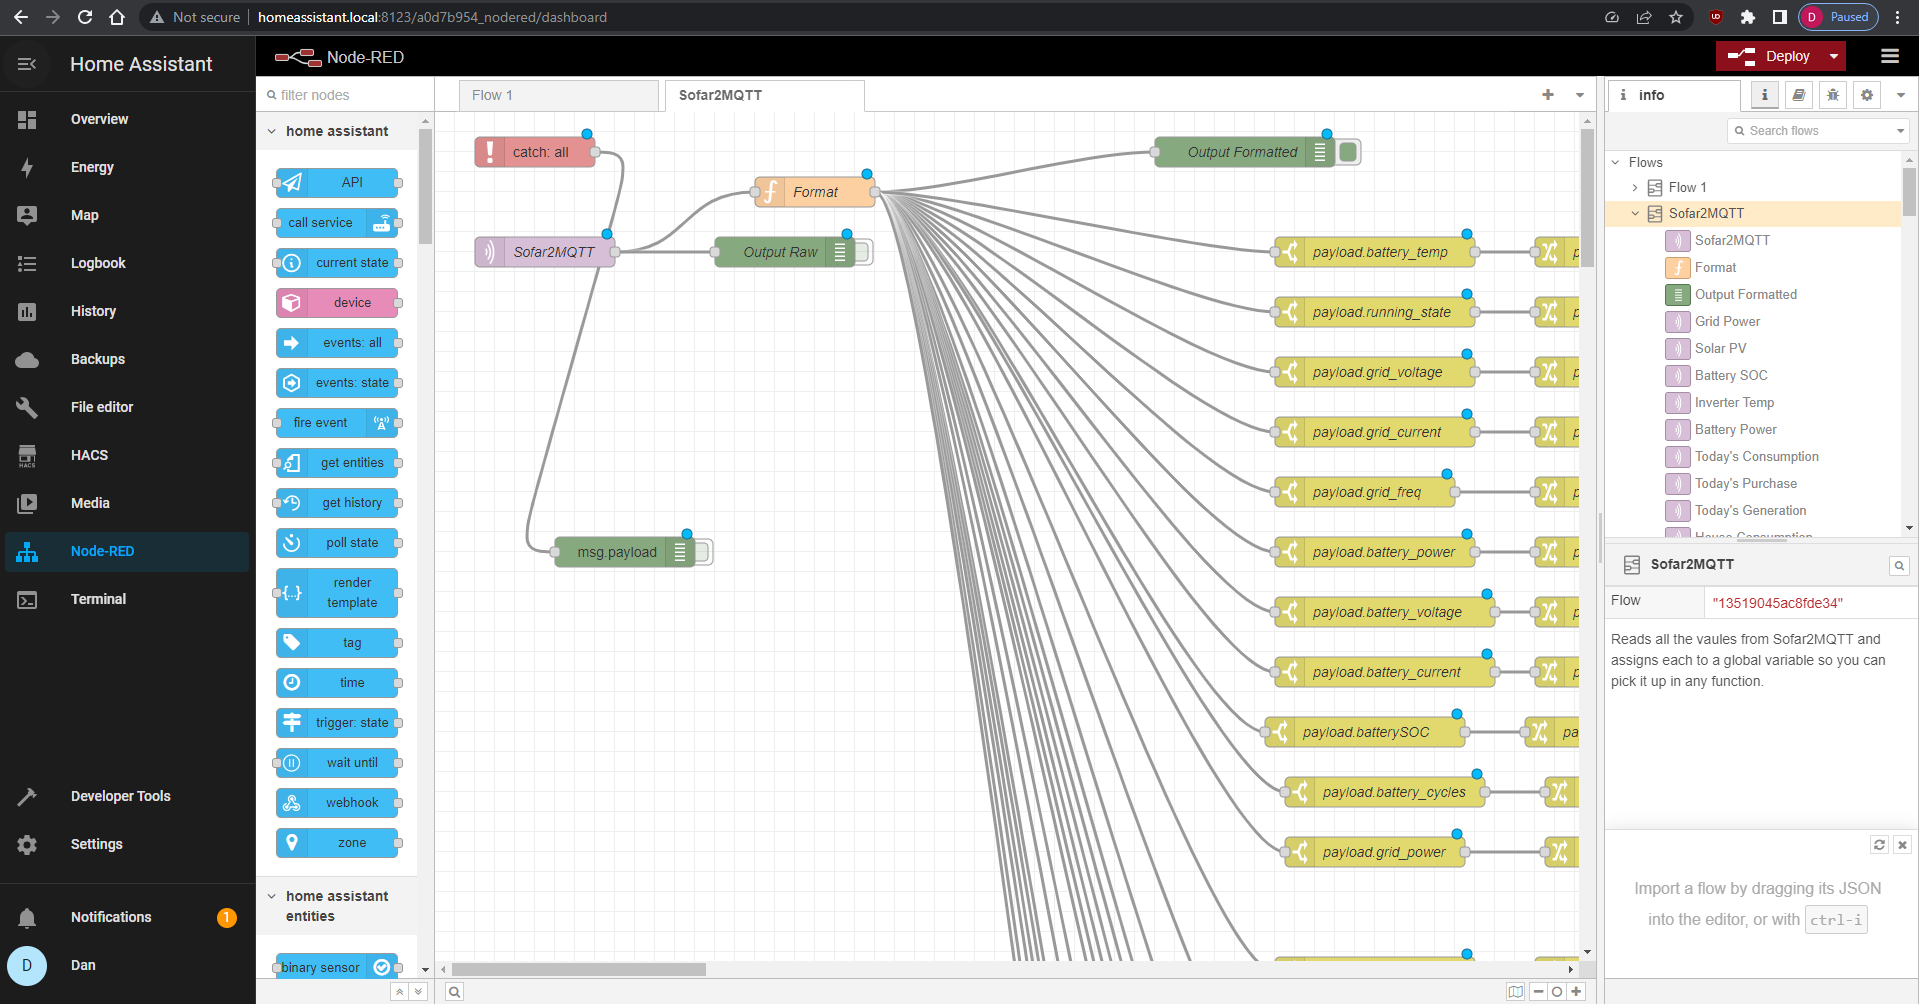 Not secure
homeassistant.local:8123/a0d7b954_nodered/dashboard
D
Paused
Home Assistant
Overview
Energy
Map
Logbook
History
Backups
File editor
HACS
HACS
Media
Node-RED
Terminal
Developer Tools
Settings
Notifications
1
D
Dan
Node-RED
Deploy
filter nodes
home assistant
API
call service
current state
device
events: all
events: state
fire event
get entities
get history
poll state
render
template
tag
time
trigger: state
wait until
webhook
zone
home assistant
entities
binary sensor
Flow 1
Sofar2MQTT
catch: all
Format
Sofar2MQTT
Output Raw
msg.payload
Output Formatted
payload.battery_temp
p
payload.running_state
p
payload.grid_voltage
p
payload.grid_current
p
payload.grid_freq
p
payload.battery_power
p
payload.battery_voltage
p
payload.battery_current
p
payload.batterySOC
pa
payload.battery_cycles
payload.grid_power
info
Search flows
Flows
Flow 1
Sofar2MQTT
Sofar2MQTT
Format
Output Formatted
Grid Power
Solar PV
Battery SOC
Inverter Temp
Battery Power
Today's Consumption
Today's Purchase
Today's Generation
House Consumption
Sofar2MQTT
Flow
"13519045ac8fde34"
Reads all the vaules from Sofar2MQTT and
assigns each to a global variable so you can
pick it up in any function.
Import a flow by dragging its JSON
into the editor, or with ctrl-i